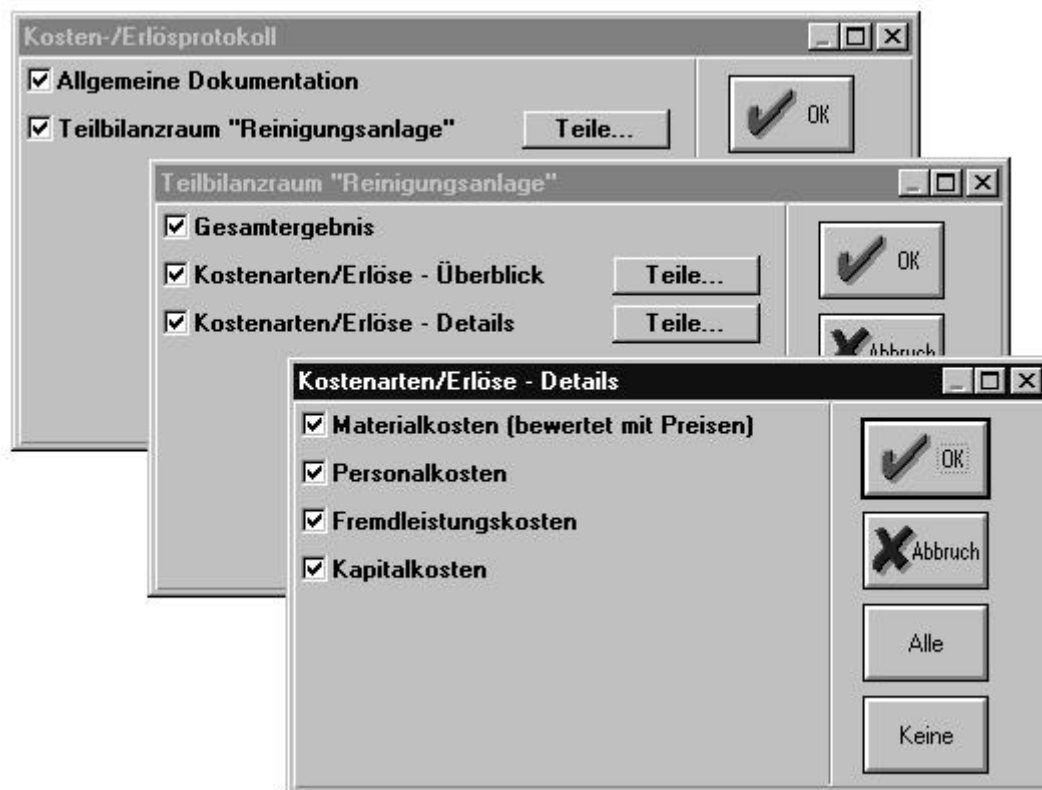 Kosten-/Erlösprotokoll
Allgemeine Dokumentation
Teilbilanzraum "Reinigungsanlage" Teile...
OK
Teilbilanzraum "Reinigungsanlage"
Gesamtergebnis
Kostenarten/Erlöse - Überblick Teile...
Kostenarten/Erlöse - Details Teile...
OK
Abbruch
Kostenarten/Erlöse - Details
Materialkosten (bewertet mit Preisen)
Personalkosten
Fremdleistungskosten
Kapitalkosten
OK
Abbruch
Alle
Keine